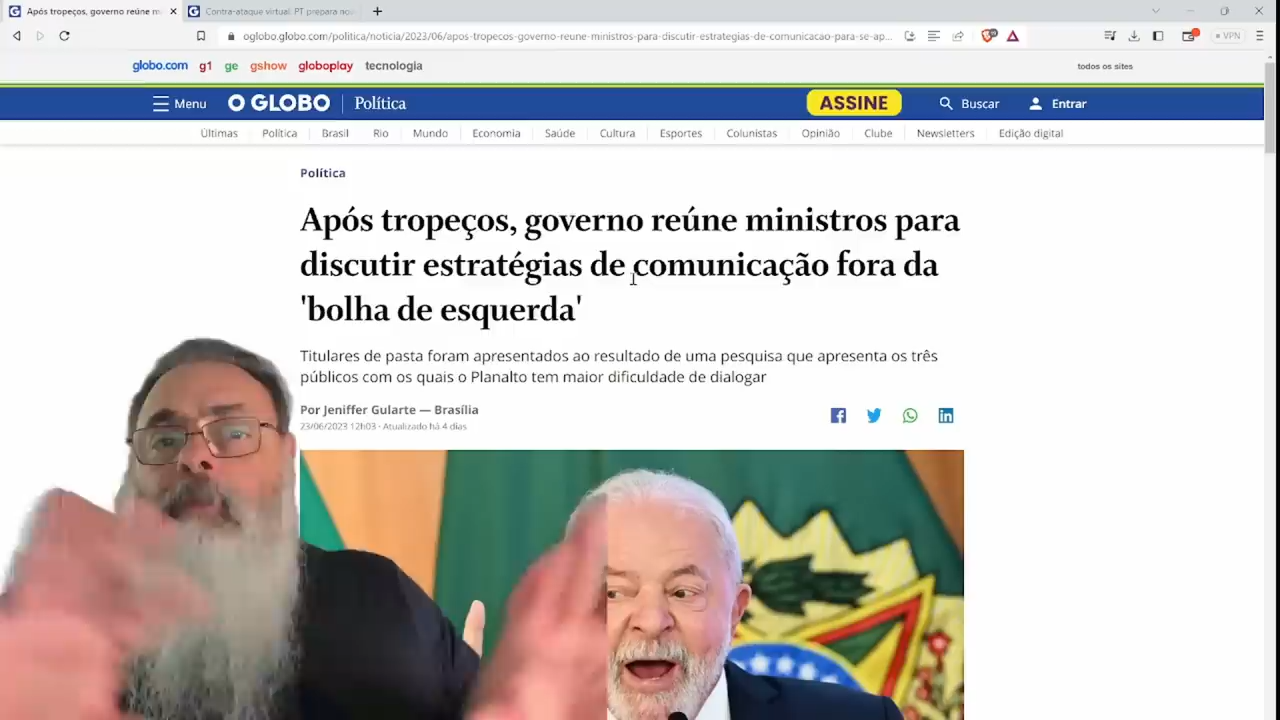 Após tropeços, governo reúne m
Contra-ataque virtual: PT prepara nov
oglobo.globo.com/politica/noticia/2023/06/apos-tropecos-governo-reune-ministros-para-discutir-estrategias-de-comunicacao-para-se-ap...
VPN
globo.com g1 ge gshow globoplay tecnologia
todos os sites
Menu O GLOBO Política
ASSINE Buscar Entrar
Últimas Política Brasil Rio Mundo Economia Saúde Cultura Esportes Colunistas Opinião Clube Newsletters Edição digital
Política
Após tropeços, governo reúne ministros para
discutir estratégias de comunicação fora da
'bolha de esquerda'
Titulares de pasta foram apresentados ao resultado de uma pesquisa que apresenta os três
públicos com os quais o Planalto tem maior dificuldade de dialogar
Por Jeniffer Gularte — Brasília
23/06/2023 12h03 · Atualizado há 4 dias